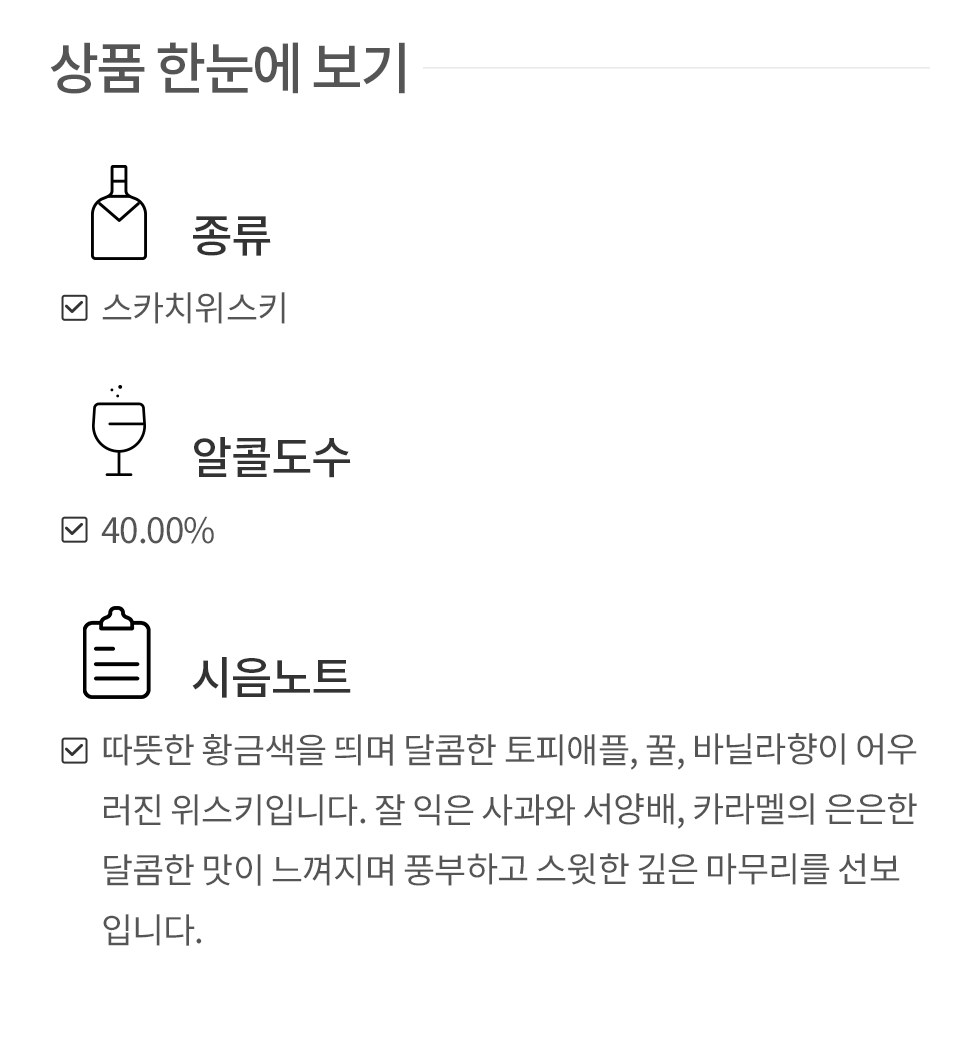 상품 한눈에 보기
종류
스카치위스키
알콜도수
40.00%
시음노트
따뜻한 황금색을 띄며 달콤한 토피애플, 꿀, 바닐라향이 어우
러진 위스키입니다. 잘 익은 사과와 서양배, 카라멜의 은은한
달콤한 맛이 느껴지며 풍부하고 스윗한 깊은 마무리를 선보
입니다.